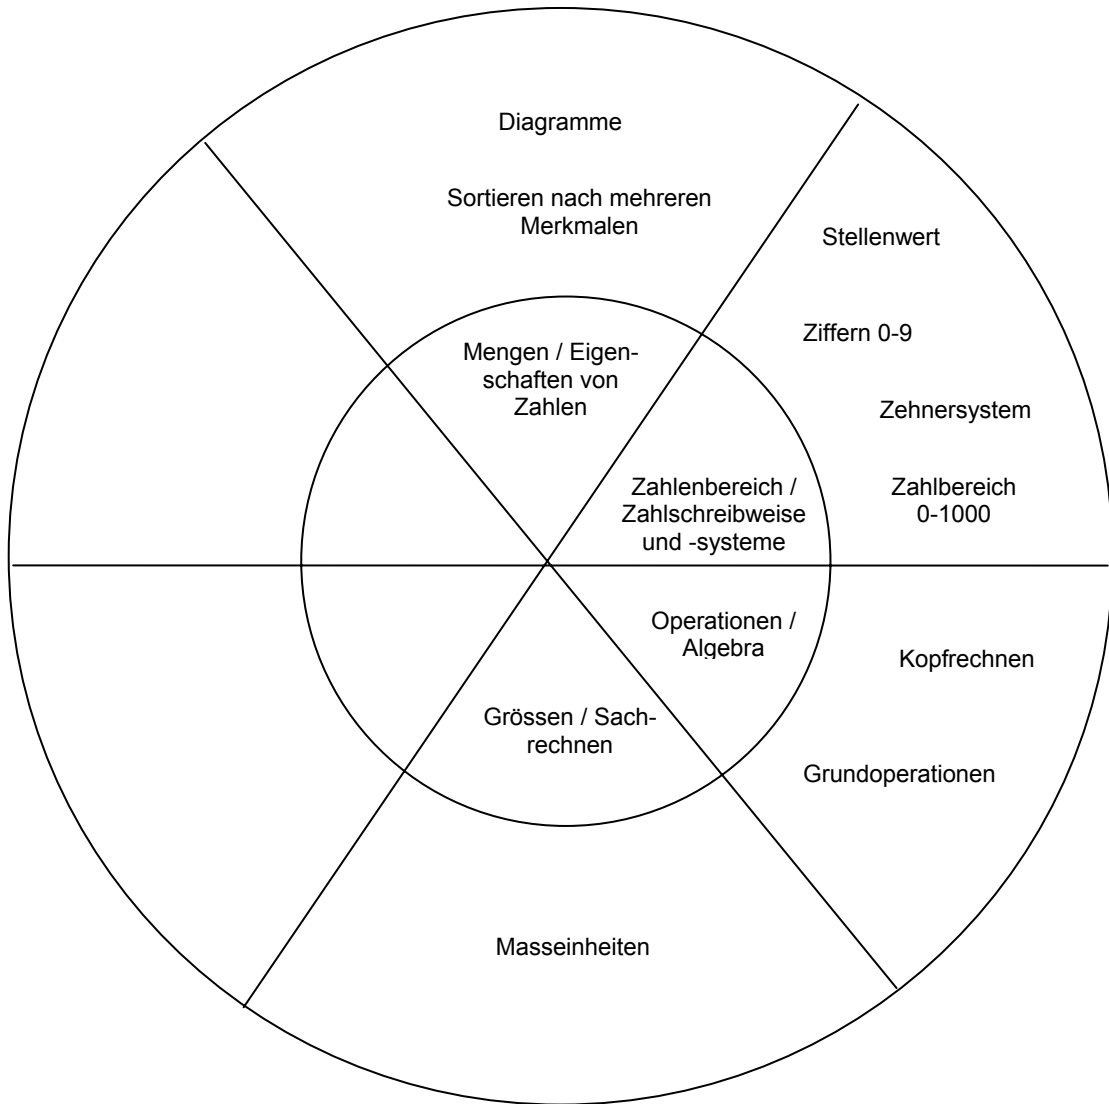 Diagramme
Sortieren nach mehreren
Merkmalen
Stellenwert
Ziffern 0-9
Zehnersystem
Zahlbereich
0-1000
Mengen / Eigen-
schaften von
Zahlen
Zahlenbereich /
Zahlschreibweise
und -systeme
Operationen /
Algebra
Kopfrechnen
Grundoperationen
Grössen / Sach-
rechnen
Masseinheiten